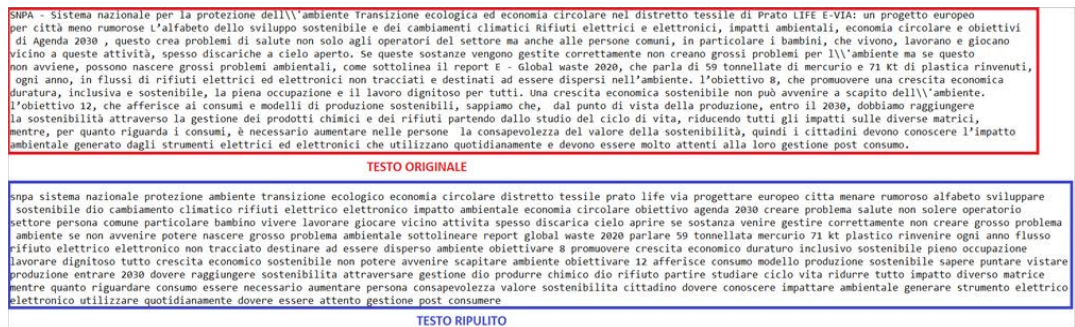 SNPA - Sistema nazionale per la protezione dell\\'ambiente Transizione ecologica ed economia circolare nel distretto tessile di Prato LIFE E-VIA: un progetto europeo
per città meno rumorose L’alfabeto dello sviluppo sostenibile e dei cambiamenti climatici Rifiuti elettrici e elettronici, impatti ambientali, economia circolare e obiettivi
di Agenda 2030 , questo crea problemi di salute non solo agli operatori del settore ma anche alle persone comuni, in particolare i bambini, che vivono, lavorano e giocano
vicino a queste attività, spesso discariche a cielo aperto. Se queste sostanze vengono gestite correttamente non creano grossi problemi per l\\'ambiente ma se questo
non avviene, possono nascere grossi problemi ambientali, come sottolinea il report E - Global waste 2020, che parla di 59 tonnellate di mercurio e 71 Kt di plastica rinvenuti,
ogni anno, in flussi di rifiuti elettrici ed elettronici non tracciati e destinati ad essere dispersi nell’ambiente. l’obiettivo 8, che promuovere una crescita economica
duratura, inclusiva e sostenibile, la piena occupazione e il lavoro dignitoso per tutti. Una crescita economica sostenibile non può avvenire a scapito dell\\'ambiente.
l’obiettivo 12, che afferisce ai consumi e modelli di produzione sostenibili, sappiamo che, dal punto di vista della produzione, entro il 2030, dobbiamo raggiungere
la sostenibilità attraverso la gestione dei prodotti chimici e dei rifiuti partendo dallo studio del ciclo di vita, riducendo tutti gli impatti sulle diverse matrici,
mentre, per quanto riguarda i consumi, è necessario aumentare nelle persone la consapevolezza del valore della sostenibilità, quindi i cittadini devono conoscere l’impatto
ambientale generato dagli strumenti elettrici ed elettronici che utilizzano quotidianamente e devono essere molto attenti alla loro gestione post consumo.
TESTO ORIGINALE
snpa sistema nazionale protezione ambiente transizione ecologico economia circolare distretto tessile prato life via progettare europeo citta menare rumoroso alfabeto sviluppare
sostenibile dio cambiamento climatico rifiuti elettrico elettronico impatto ambientale economia circolare obiettivo agenda 2030 creare problema salute non solere operatorio
settore persona comune particolare bambino vivere lavorare giocare vicino attivita spesso discarica cielo aprire se sostanza venire gestire correttamente non creare grosso problema
ambiente se non avvenire potere nascere grosso problema ambientale sottolineare report global waste 2020 parlare 59 tonnellata mercurio 71 kt plastico rinvenire ogni anno flusso
rifiuto elettrico elettronico non tracciato destinare ad essere disperso ambiente obiettivare 8 promuovere crescita economico duraturo inclusivo sostenibile pieno occupazione
lavorare dignitoso tutto crescita economico sostenibile non potere avvenire scapitare ambiente obiettivare 12 afferisce consumo modello produzione sostenibile sapere puntare vistare
produzione entrare 2030 dovere raggiungere sostenibilita attraversare gestione dio produrre chimico dio rifiuto partire studiare ciclo vita ridurre tutto impatto diverso matrice
mentre quanto riguardare consumo essere necessario aumentare persona consapevolezza valore sostenibilita cittadino dovere conoscere impattare ambientale generare strumento elettrico
elettronico utilizzare quotidianamente dovere essere attento gestione post consumere
TESTO RIPULITO